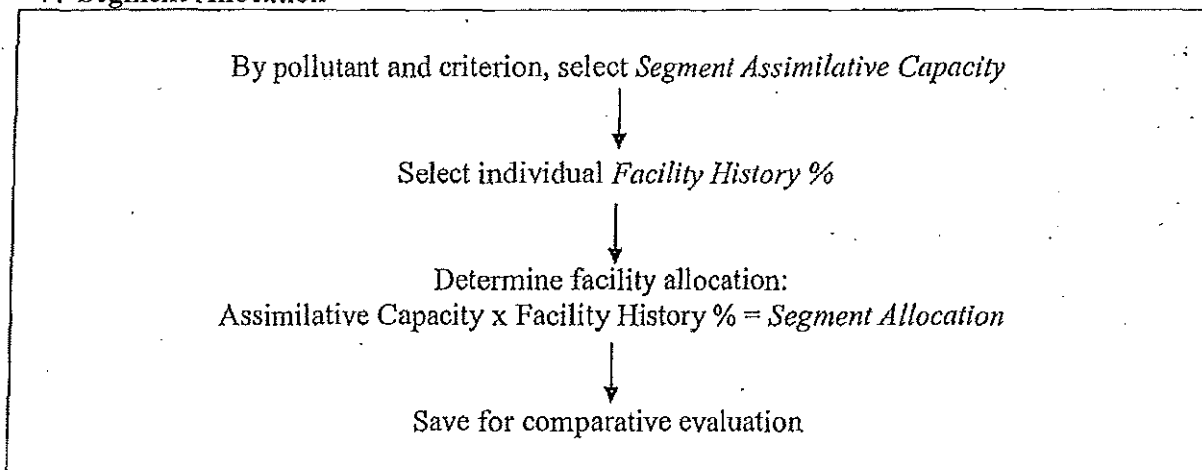 By pollutant and criterion, select Segment Assimilative Capacity
Select individual Facility History %
Determine facility allocation:
Assimilative Capacity x Facility History % = Segment Allocation
Save for comparative evaluation